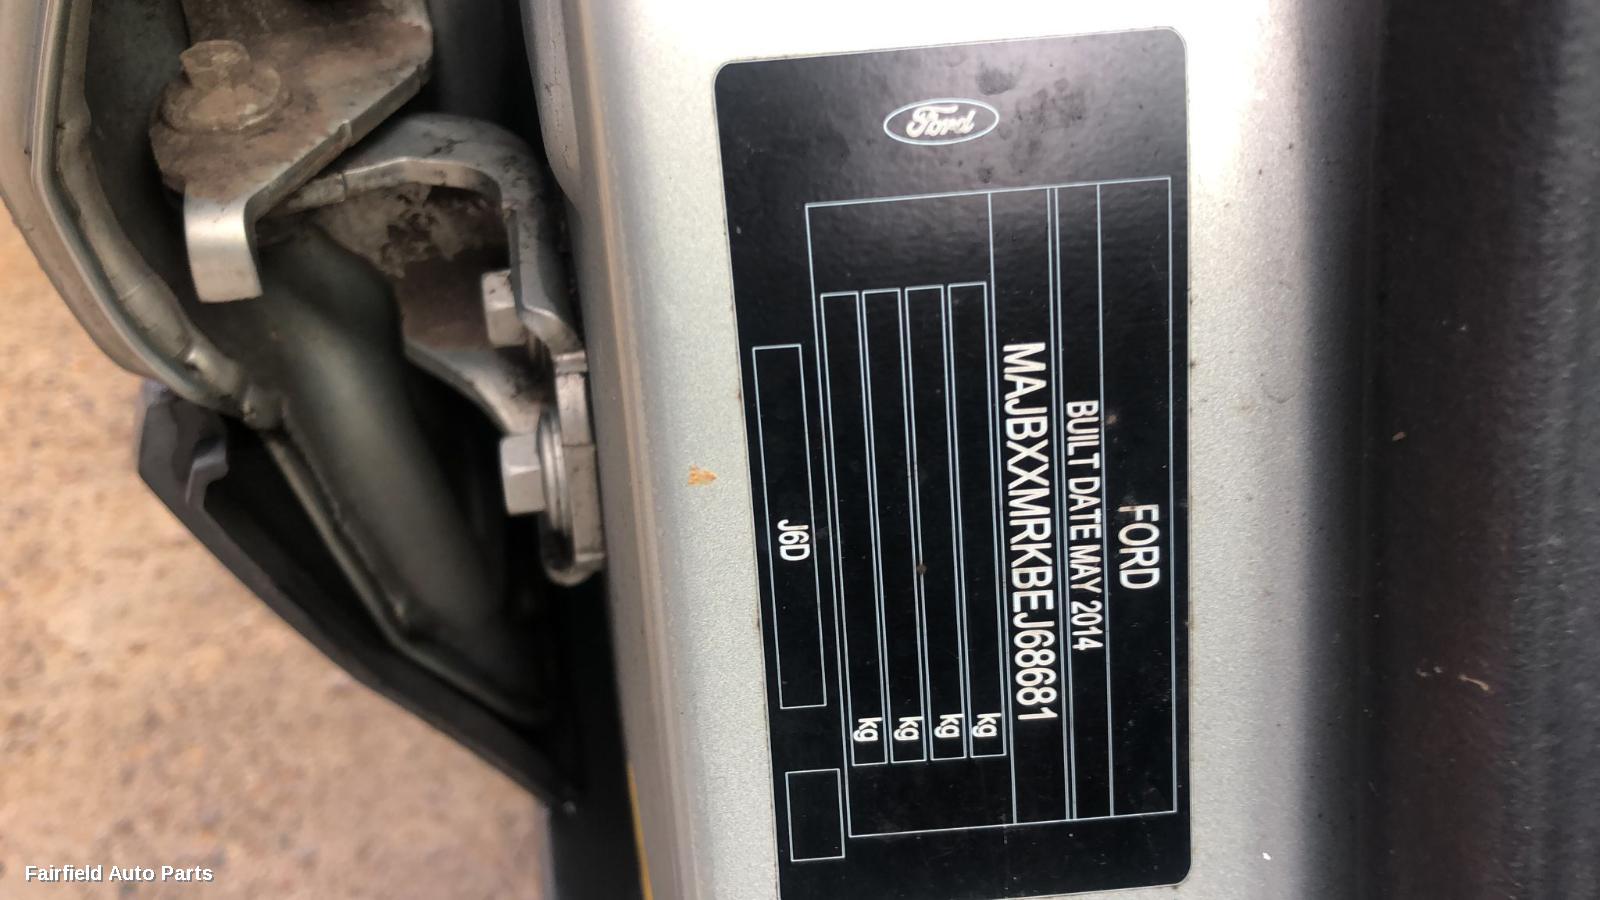 Ford
FORD
BUILT DATE MAY 2014
MAJBXXMRKBEJ68681
kg
kg
kg
kg
J6D
Fairfield Auto Parts